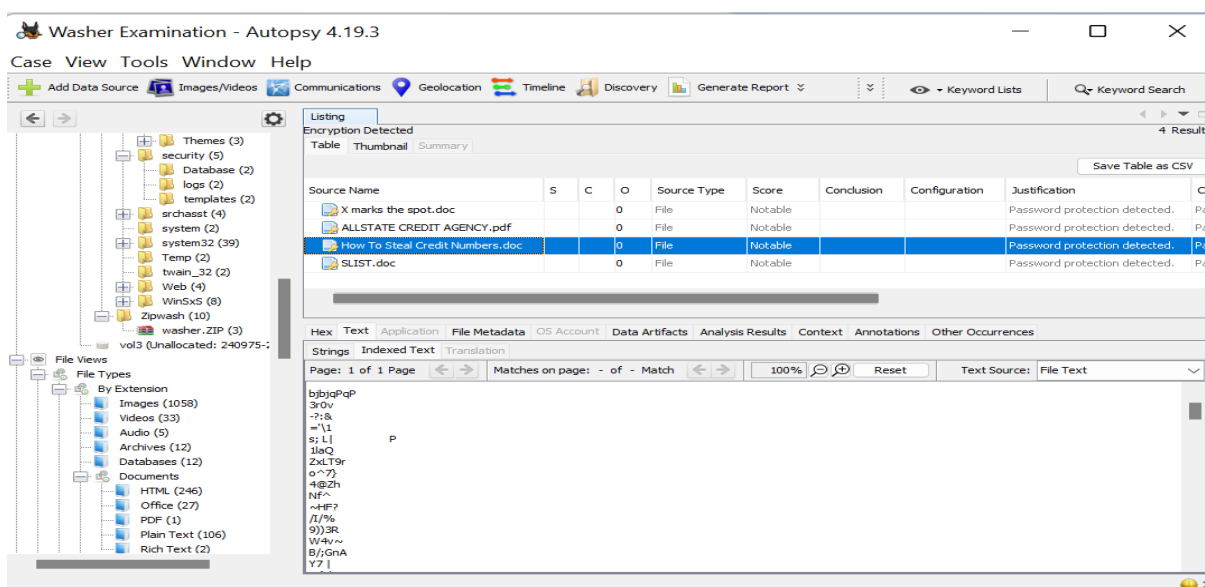 Washer Examination - Autopsy 4.19.3
Case View Tools Window Help
Add Data Source Images/Videos Communications Geolocation Timeline Discovery Generate Report Keyword Lists Keyword Search
Themes (3)
security (5)
Database (2)
logs (2)
templates (2)
srchasst (4)
system (2)
system32 (39)
Temp (2)
twain_32 (2)
Web (4)
WinSxS (8)
Zipwash (10)
washer.ZIP (3)
vol3 (Unallocated: 240975-2
File Views
File Types
By Extension
Images (1058)
Videos (33)
Audio (5)
Archives (12)
Databases (12)
Documents
HTML (246)
Office (27)
PDF (1)
Plain Text (106)
Rich Text (2)
Listing
Encryption Detected 4 Result
Table Thumbnail Summary
Save Table as CSV
Source Name S C O Source Type Score Conclusion Configuration Justification C
X marks the spot.doc 0 File Notable Password protection detected. Pa
ALLSTATE CREDIT AGENCY.pdf 0 File Notable Password protection detected. Pa
How To Steal Credit Numbers.doc 0 File Notable Password protection detected. Pa
SLIST.doc 0 File Notable Password protection detected. Pa
Hex Text Application File Metadata OS Account Data Artifacts Analysis Results Context Annotations Other Occurrences
Strings Indexed Text Translation
Page: 1 of 1 Page Matches on page: - of - Match 100% Reset Text Source: File Text
bjbjqPqP
3r0v
-?:&
='\1
s; L| P
1laQ
ZxLT9r
o^7}
4@Zh
Nf^
~HF?
/I/%
9))3R
W4v~
B/;GnA
Y7 |